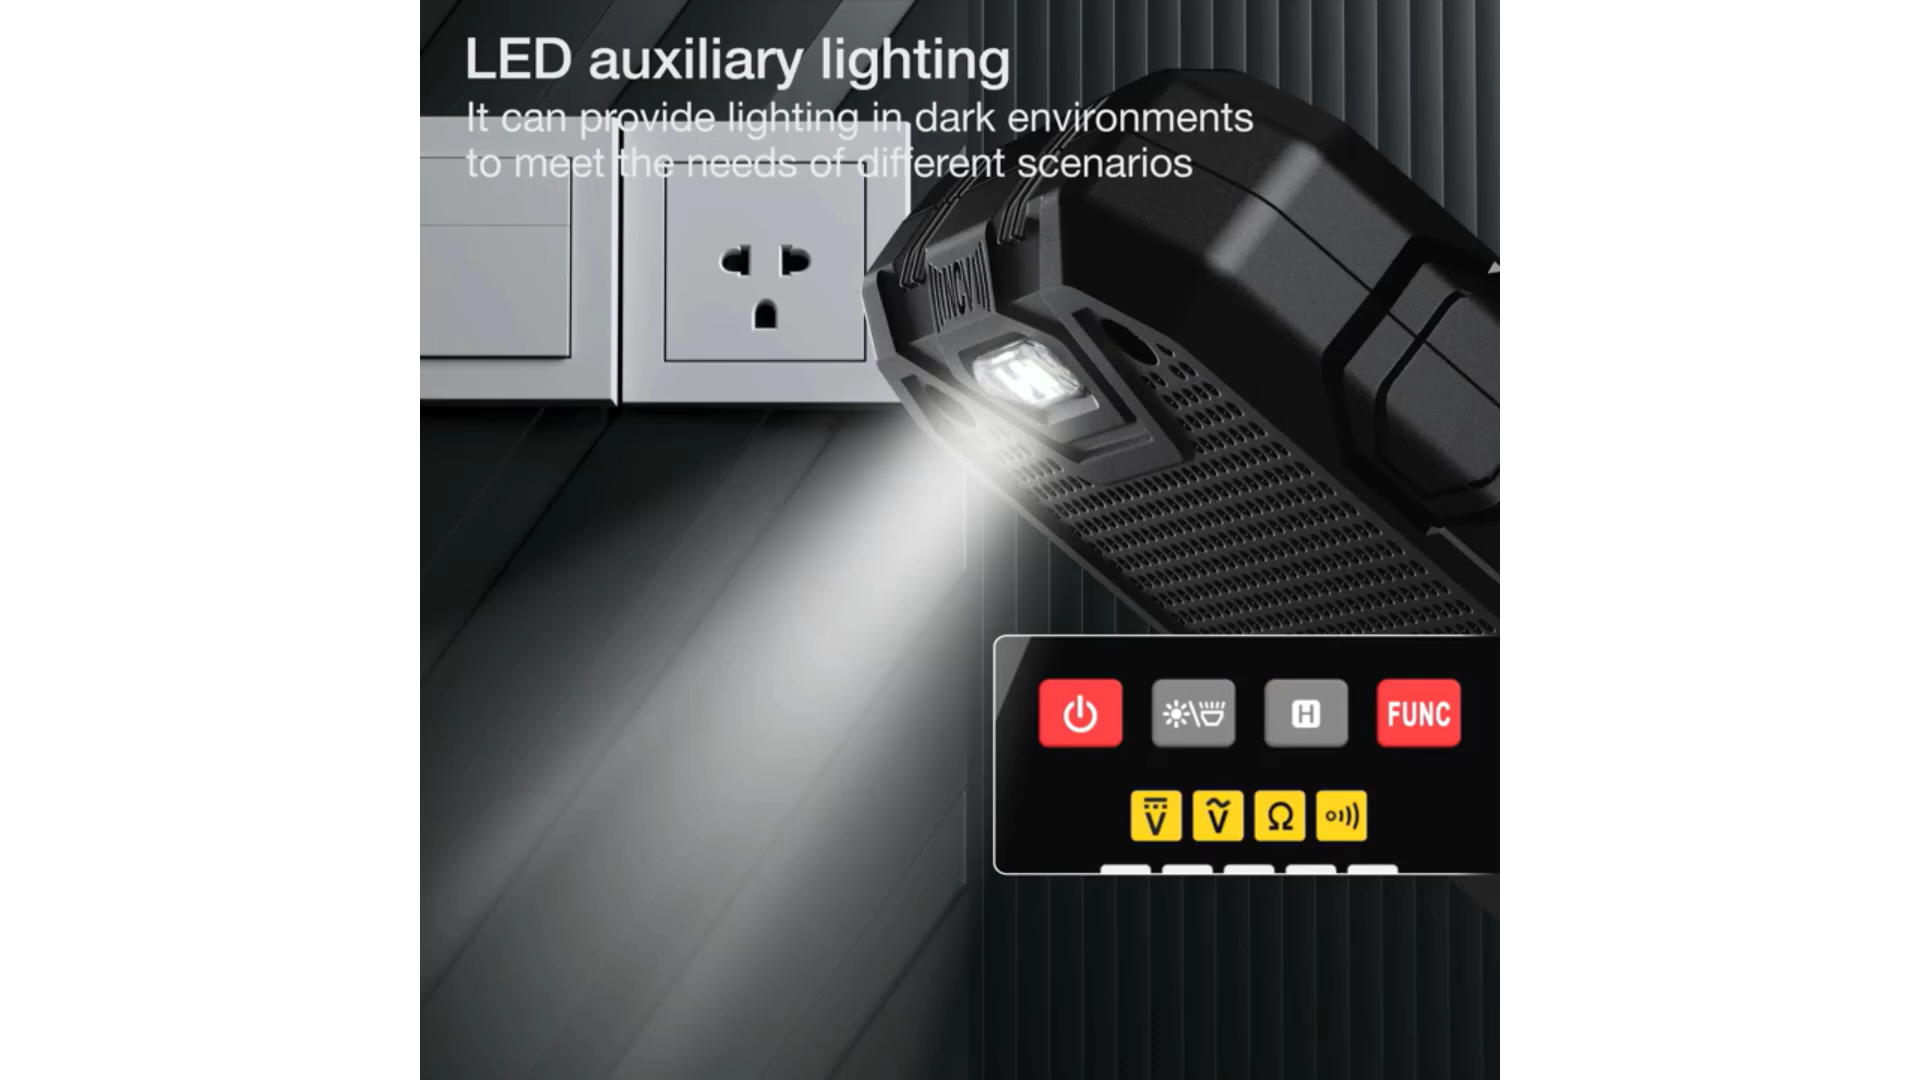 LED auxiliary lighting
It can provide lighting in dark environments
to meet the needs of different scenarios
H FUNC
V V Ω